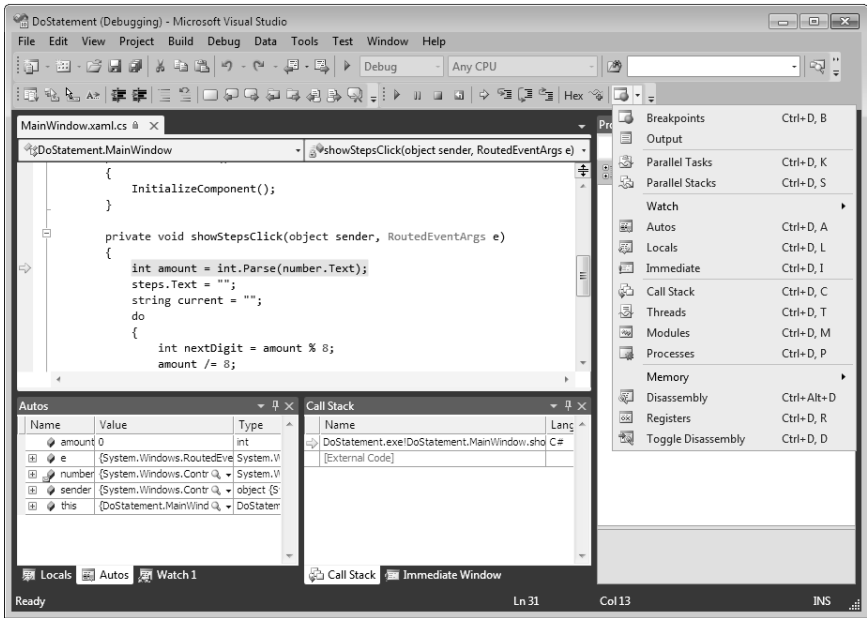 DoStatement (Debugging) - Microsoft Visual Studio
File Edit View Project Build Debug Data Tools Test Window Help
Debug Any CPU
Hex
MainWindow.xaml.cs
DoStatement.MainWindow
showStepsClick(object sender, RoutedEventArgs e)
{
InitializeComponent();
}
private void showStepsClick(object sender, RoutedEventArgs e)
{
int amount = int.Parse(number.Text);
steps.Text = "";
string current = "";
do
{
int nextDigit = amount % 8;
amount /= 8;
Pro
Breakpoints Ctrl+D, B
Output
Parallel Tasks Ctrl+D, K
Parallel Stacks Ctrl+D, S
Watch
Autos Ctrl+D, A
Locals Ctrl+D, L
Immediate Ctrl+D, I
Call Stack Ctrl+D, C
Threads Ctrl+D, T
Modules Ctrl+D, M
Processes Ctrl+D, P
Memory
Disassembly Ctrl+Alt+D
Registers Ctrl+D, R
Toggle Disassembly Ctrl+D, D
Autos
Name Value Type
amount 0 int
e {System.Windows.RoutedEve System.W
number {System.Windows.Contr System.W
sender {System.Windows.Contr object {S
this {DoStatement.MainWind DoStatem
Locals Autos Watch 1
Call Stack
Name Lang
DoStatement.exe!DoStatement.MainWindow.sho C#
[External Code]
Call Stack Immediate Window
Ready Ln 31 Col 13 INS